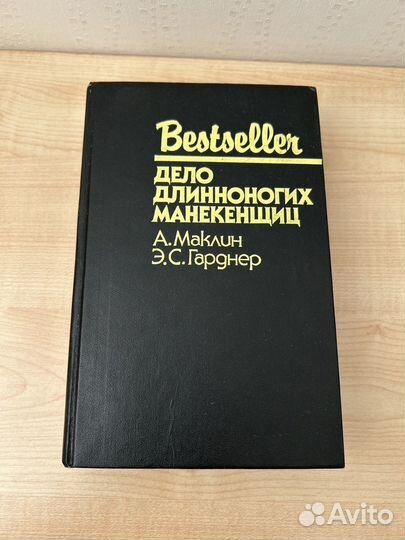 Bestseller
ДЕЛО
ДЛИННОНОГИХ
МАНЕКЕНЩИЦ
А. Маклин
Э.С. Гарднер
Avito